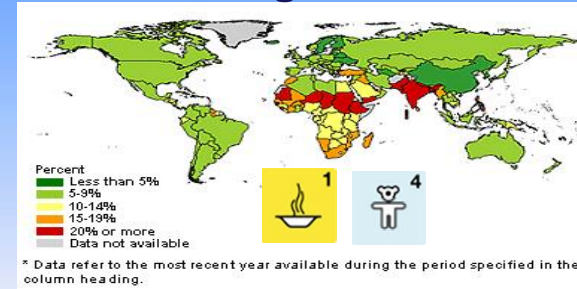 Percent
Less than 5%
5-9%
10-14%
15-19%
20% or more
Data not available
1
4
* Data refer to the most recent year available during the period specified in the
column heading.